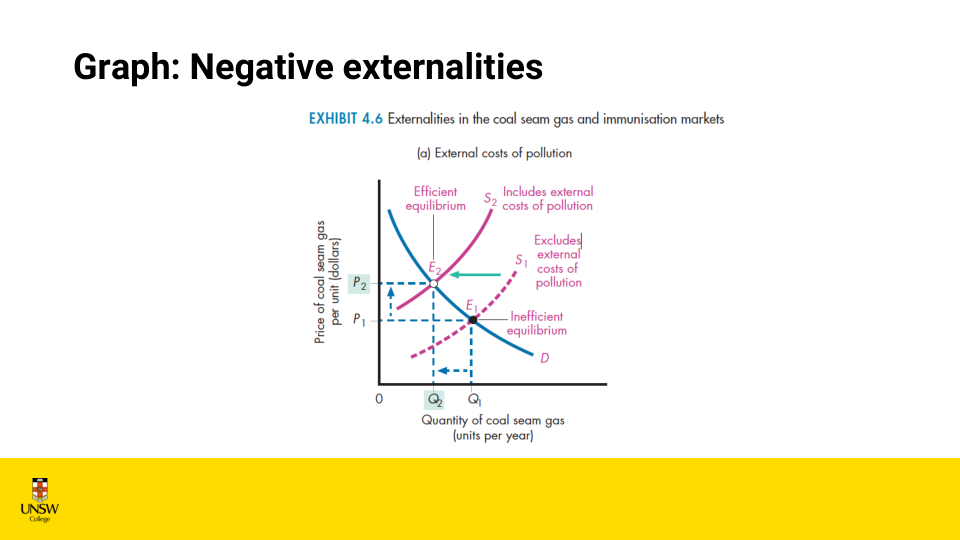 Graph: Negative externalities
EXHIBIT 4.6 Externalities in the coal seam gas and immunisation markets
(a) External costs of pollution
Efficient
equilibrium
S2
Includes external
costs of pollution
Excludes
external
costs of
pollution
S1
E2
E1
Inefficient
equilibrium
D
Price of coal seam gas
per unit (dollars)
P2
P1
0
Q2
Q1
Quantity of coal seam gas
(units per year)
UNSW
College